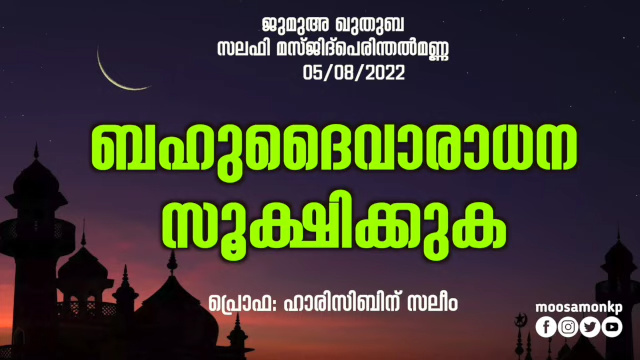 ജുമുഅ ഖുതുബ
സലഫി മസ്ജിദ്പെരിന്തൽമണ്ണ
05/08/2022
ബഹുദൈവാരാധന
സൂക്ഷിക്കുക
പ്രൊഫ: ഹാരിസിബിന് സലീം
moosamonkp